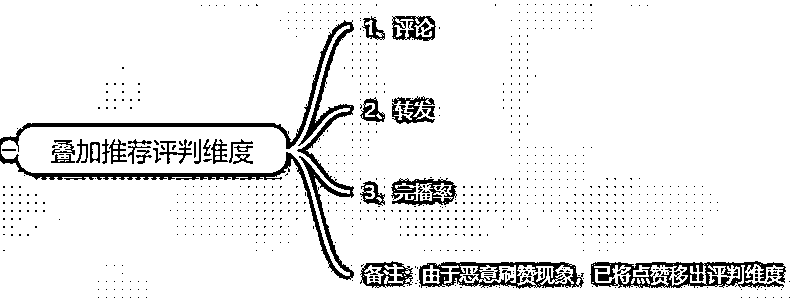 叠加推荐评判维度
1、评论
2、转发
3、完播率
备注：由于恶意刷赞现象，已将点赞移出评判维度